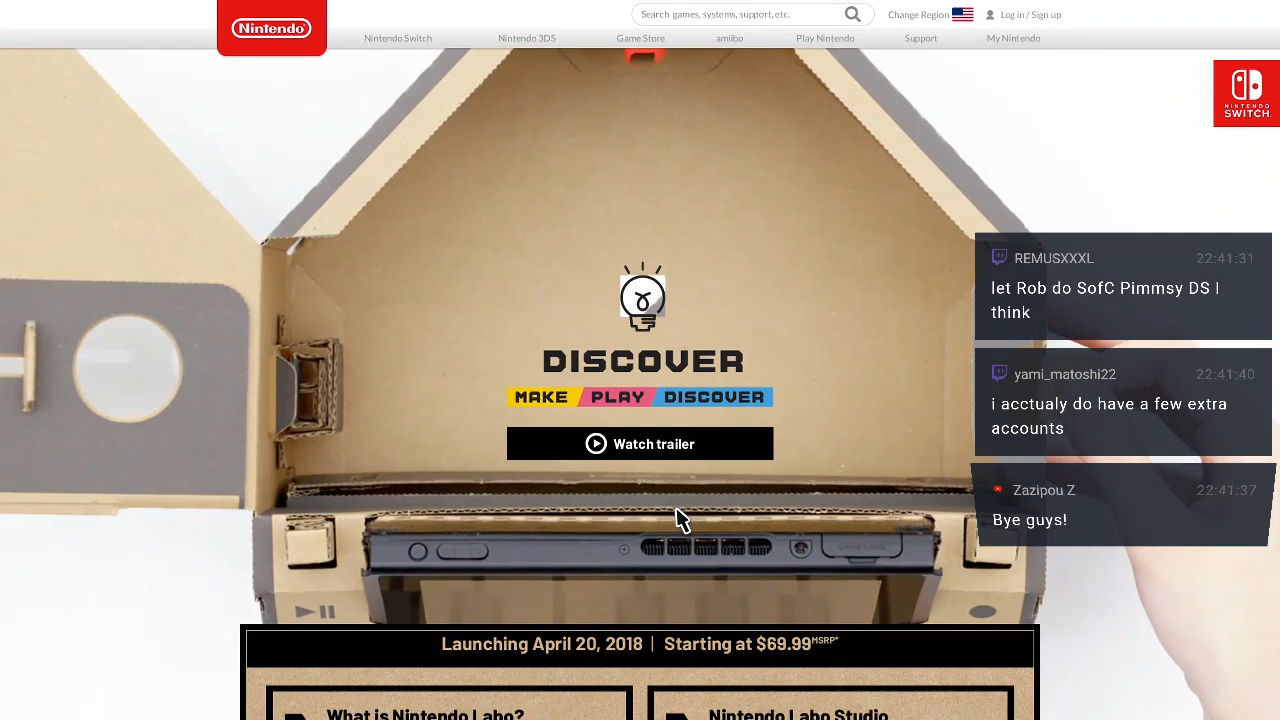 Nintendo
Search games, systems, support, etc.
Change Region
Log in / Sign up
Nintendo Switch
Nintendo 3DS
Game Store
amiibo
Play Nintendo
Support
My Nintendo
NINTENDO
SWITCH
REMUSXXXL 22:41:31
let Rob do SofC Pimmsy DS I
think
yami_matoshi22 22:41:40
i acctualy do have a few extra
accounts
Zazipou Z 22:41:37
Bye guys!
DISCOVER
MAKE PLAY DISCOVER
Watch trailer
Launching April 20, 2018 | Starting at $69.99MSRP*
What is Nintendo Labo?
Nintendo Labo Studio